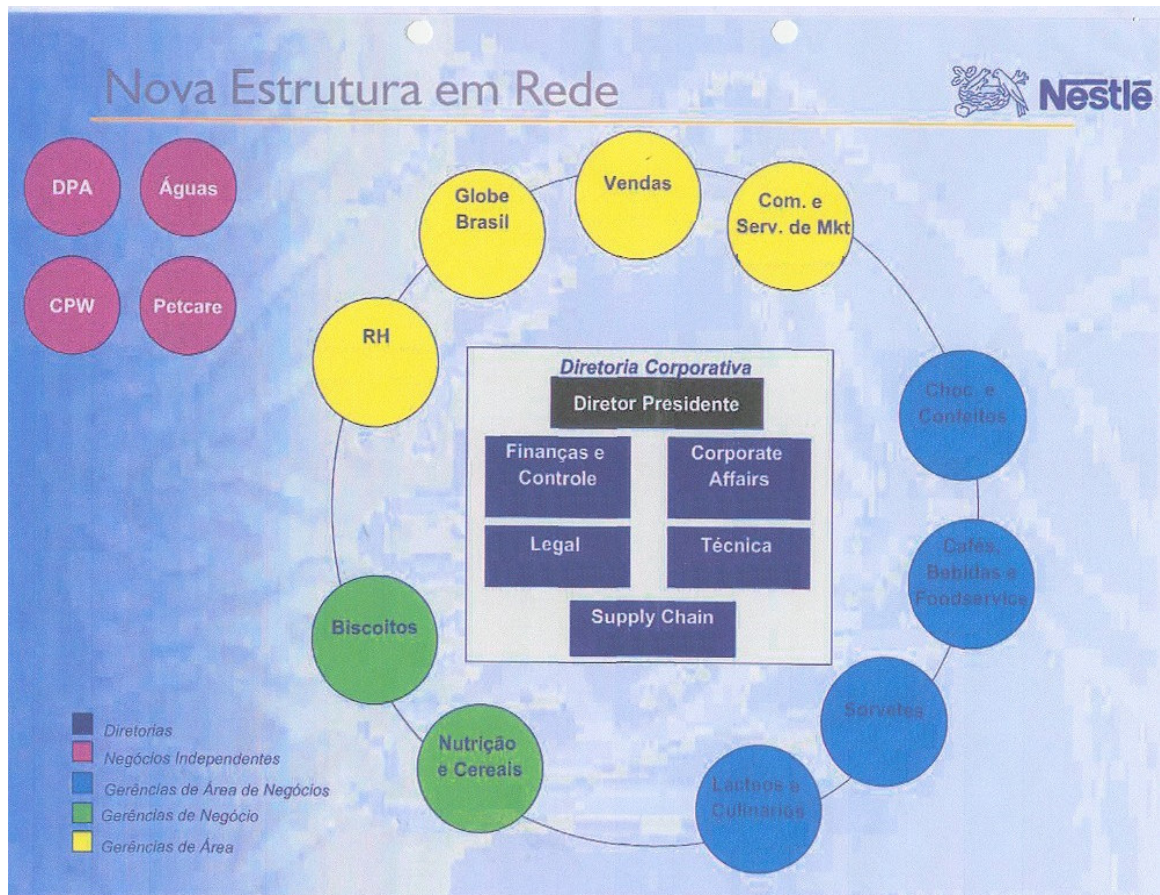 Nova Estrutura em Rede
Nestlé
DPA
Águas
CPW
Petcare
Globe
Brasil
Vendas
Com. e
Serv. de Mkt
RH
Choc. e
Confeitos
Diretoria Corporativa
Diretor Presidente
Finanças e
Controle
Corporate
Affairs
Legal
Técnica
Supply Chain
Cafés,
Bebidas e
Foodservice
Biscoitos
Sorvetes
Nutrição
e Cereais
Lacteos e
Culinarios
Diretorias
Negócios Independentes
Gerências de Área de Negócios
Gerências de Negócio
Gerências de Área